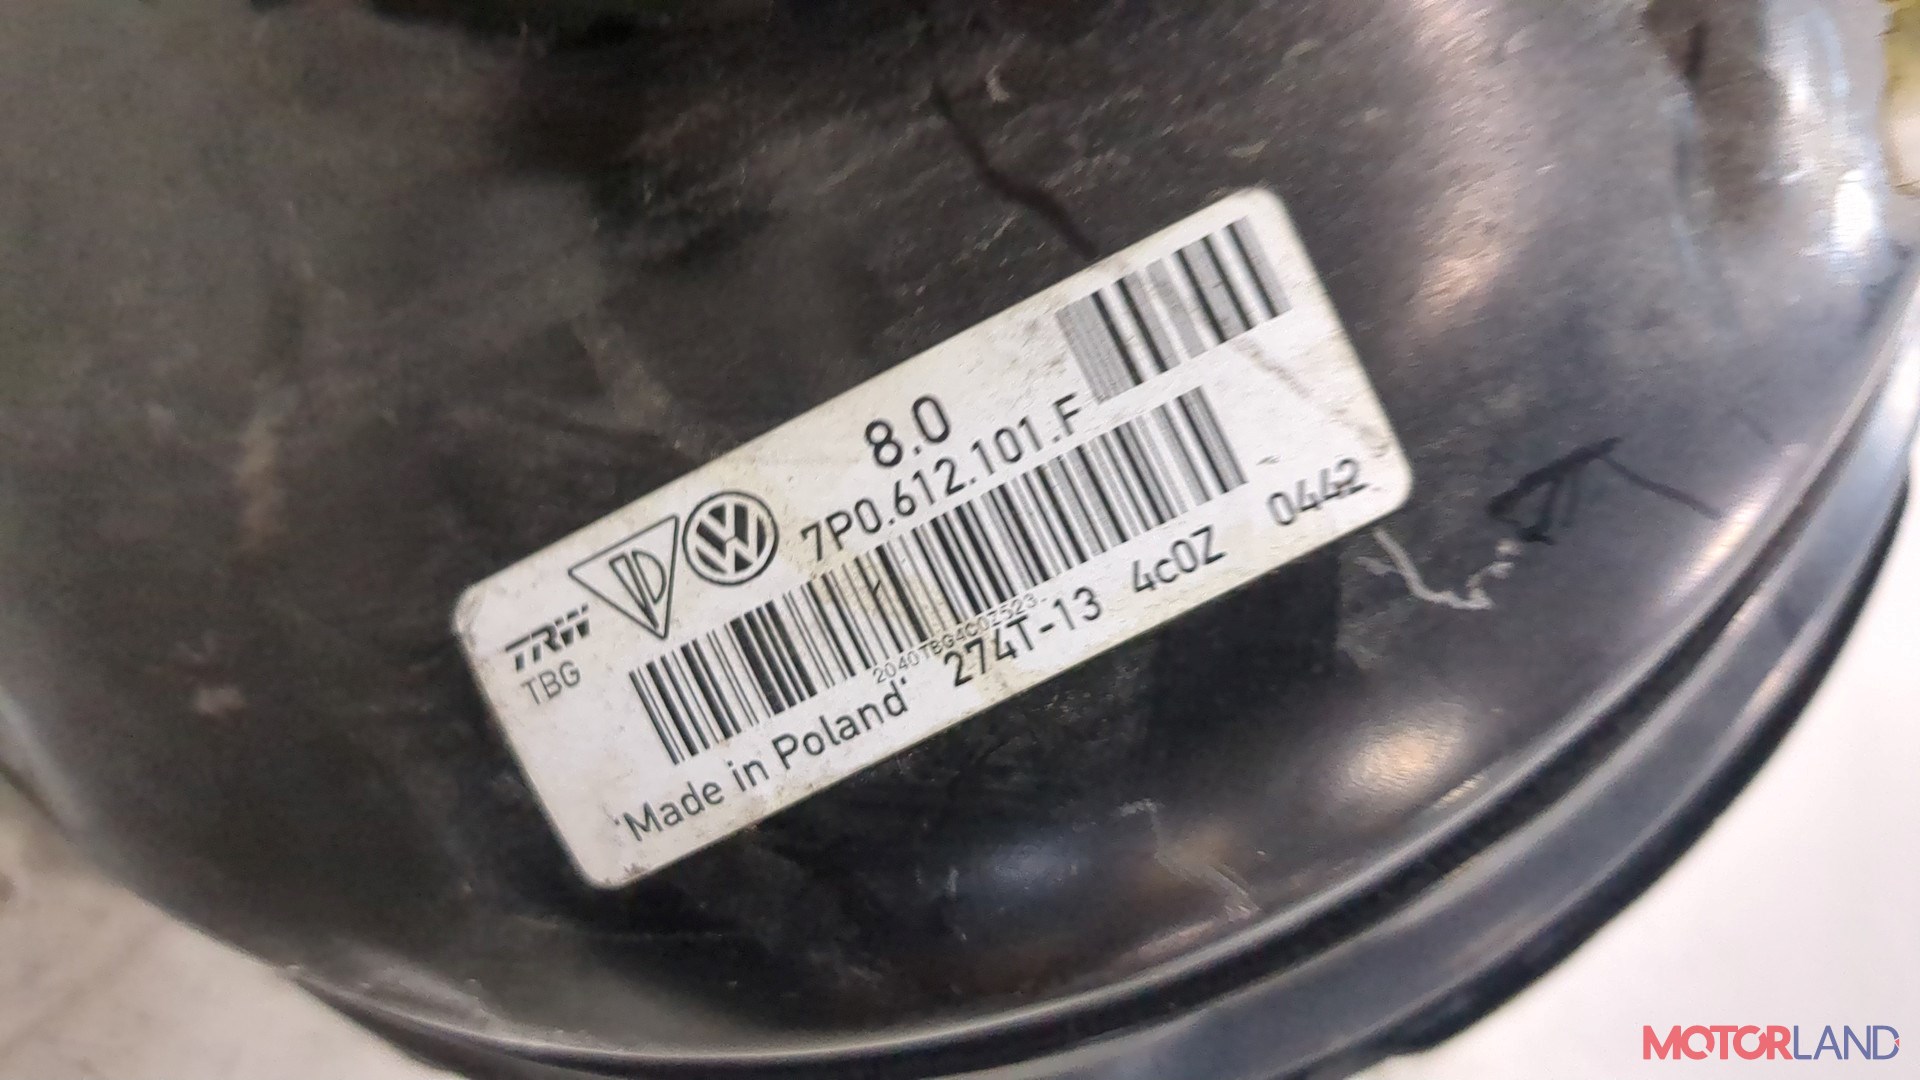 8.0
7P0.612.101.F
TRW
TBG
2040TBG4C0Z523
Made in Poland
274T-13 4c0Z 0442
MOTORLAND